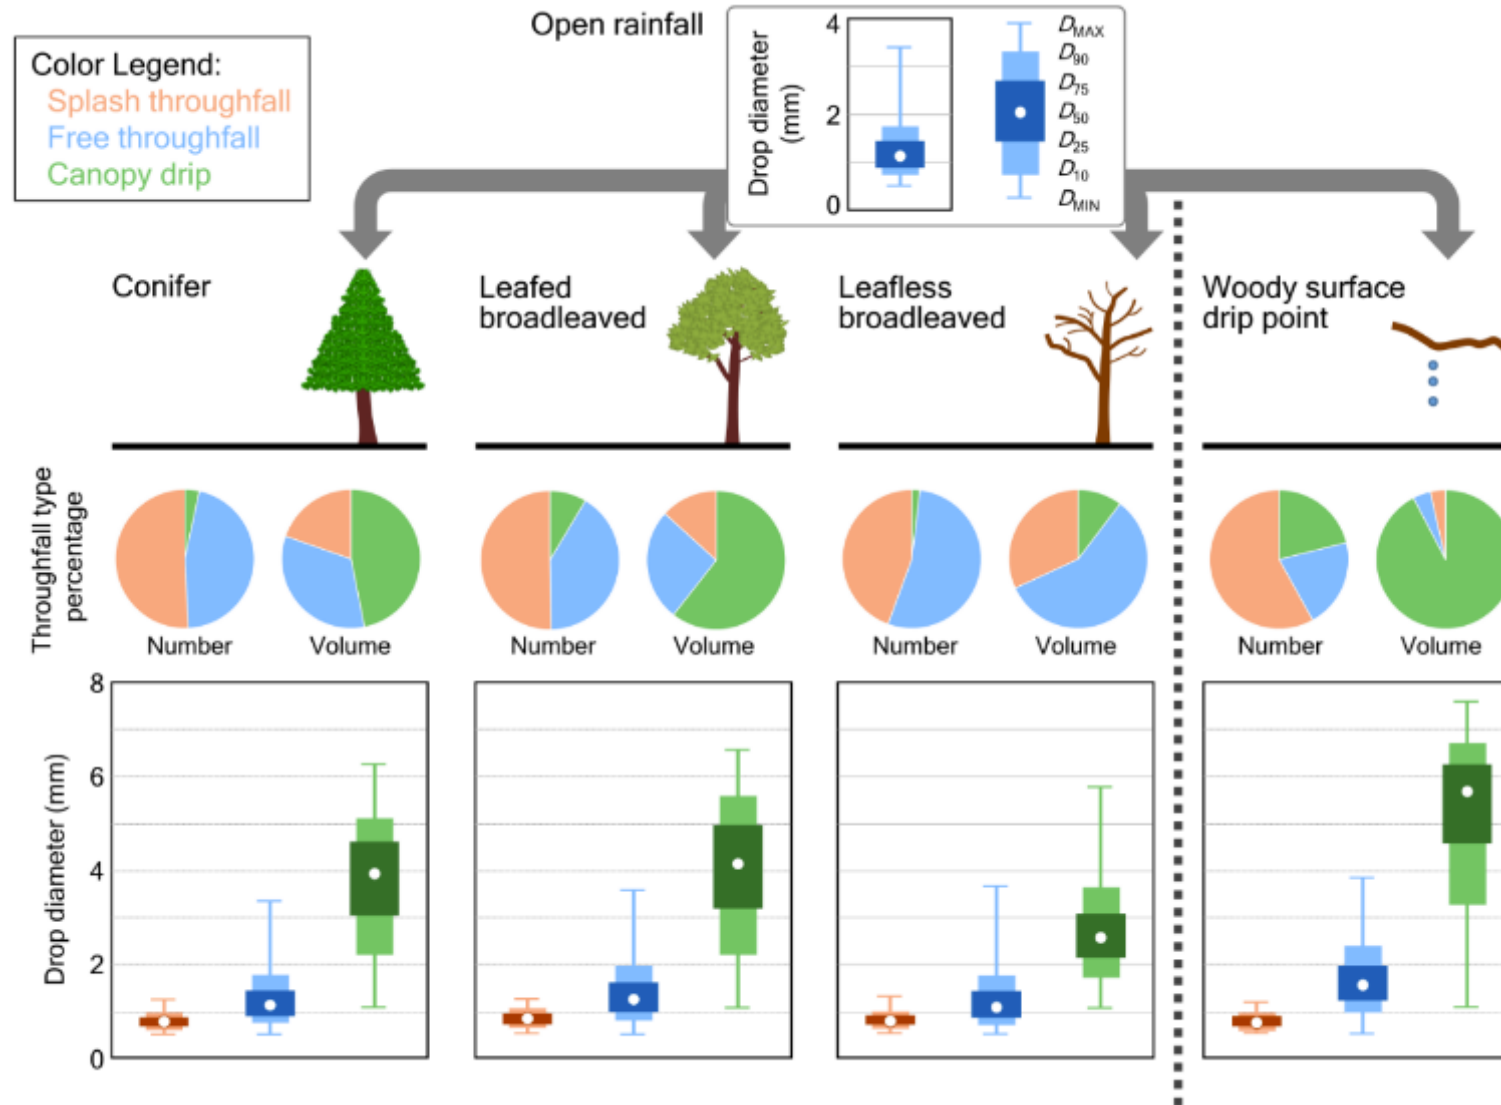 Open rainfall
Color Legend:
Splash throughfall
Free throughfall
Canopy drip
Drop diameter
(mm)
4
2
0
DMAX
D90
D75
D50
D25
D10
DMIN
Conifer
Leafed
broadleaved
Leafless
broadleaved
Woody surface
drip point
Throughfall type
percentage
Number
Volume
Number
Volume
Number
Volume
Number
Volume
Drop diameter (mm)
8
6
4
2
0